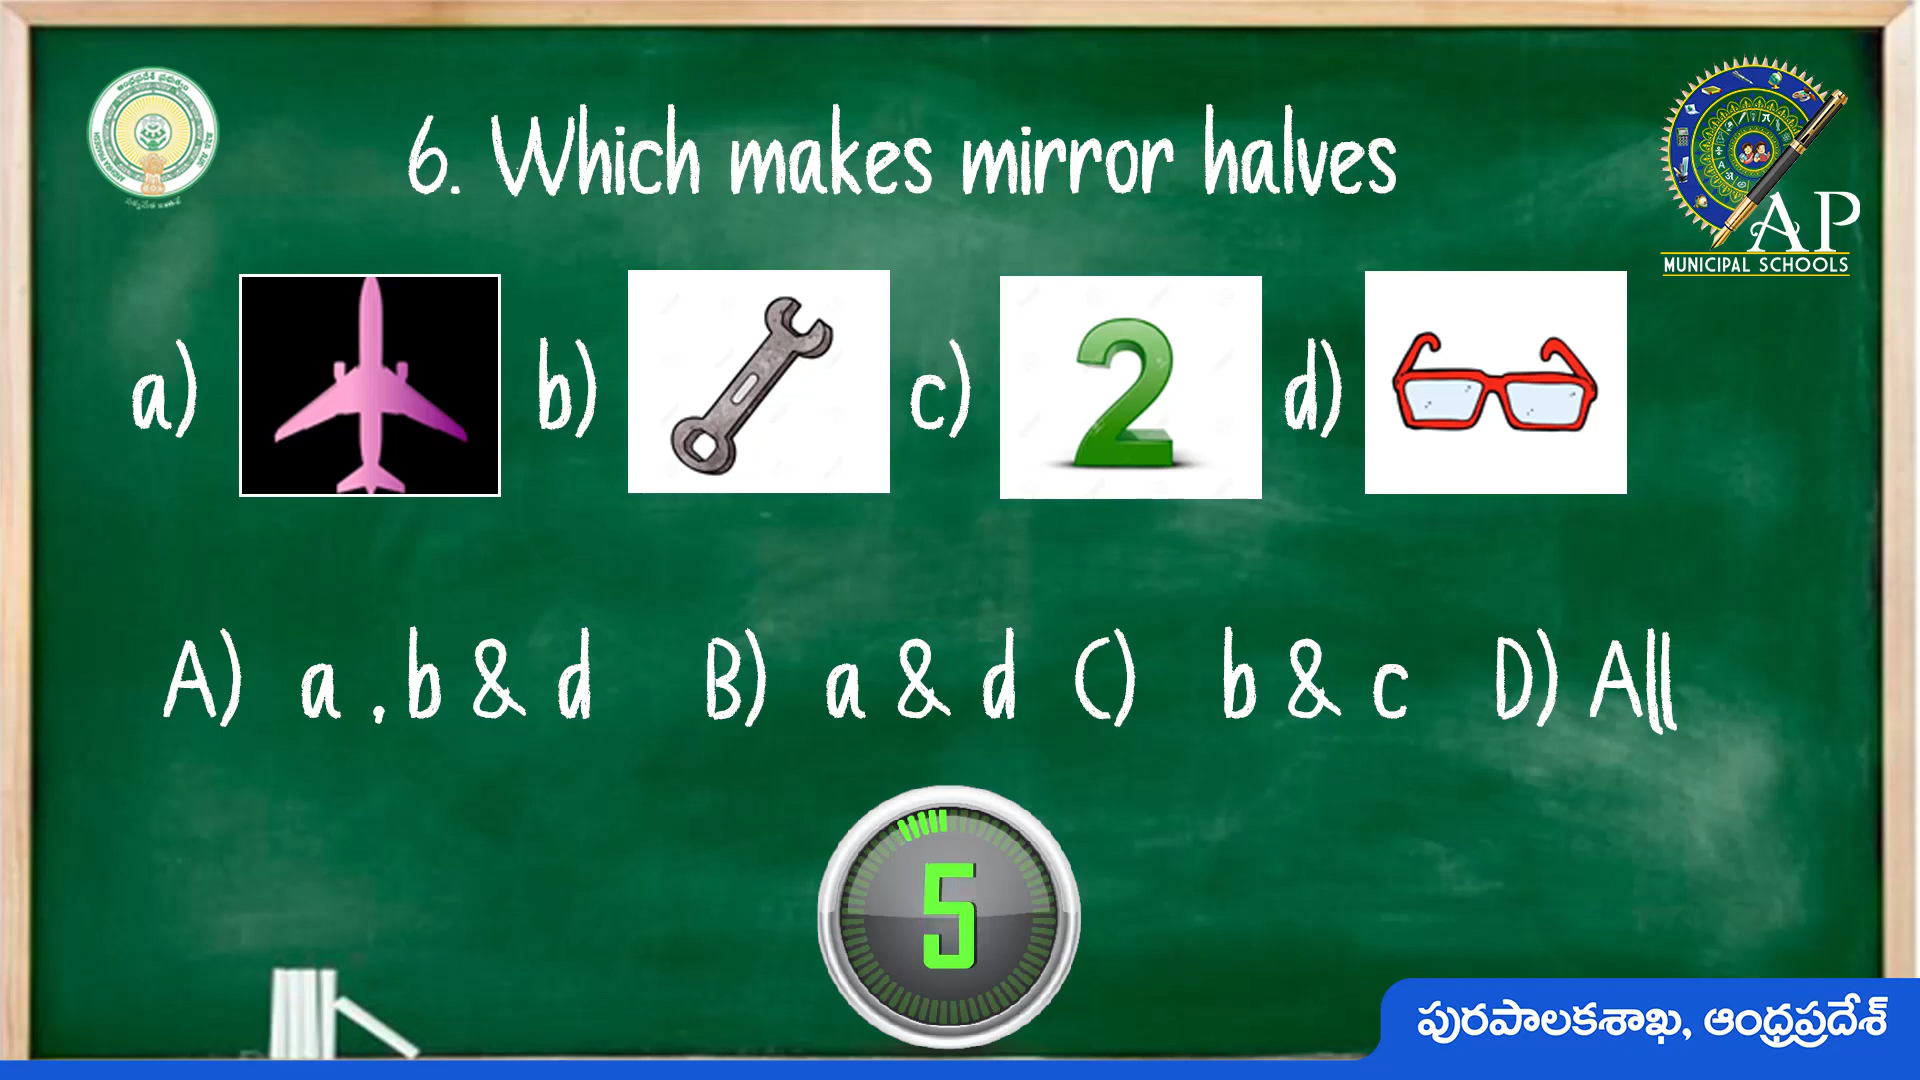 6. Which makes mirror halves
AP
MUNICIPAL SCHOOLS
a) b) c) 2 d)
A) a , b & d B) a & d C) b & c D) All
5
పురపాలకశాఖ, ఆంధ్రప్రదేశ్